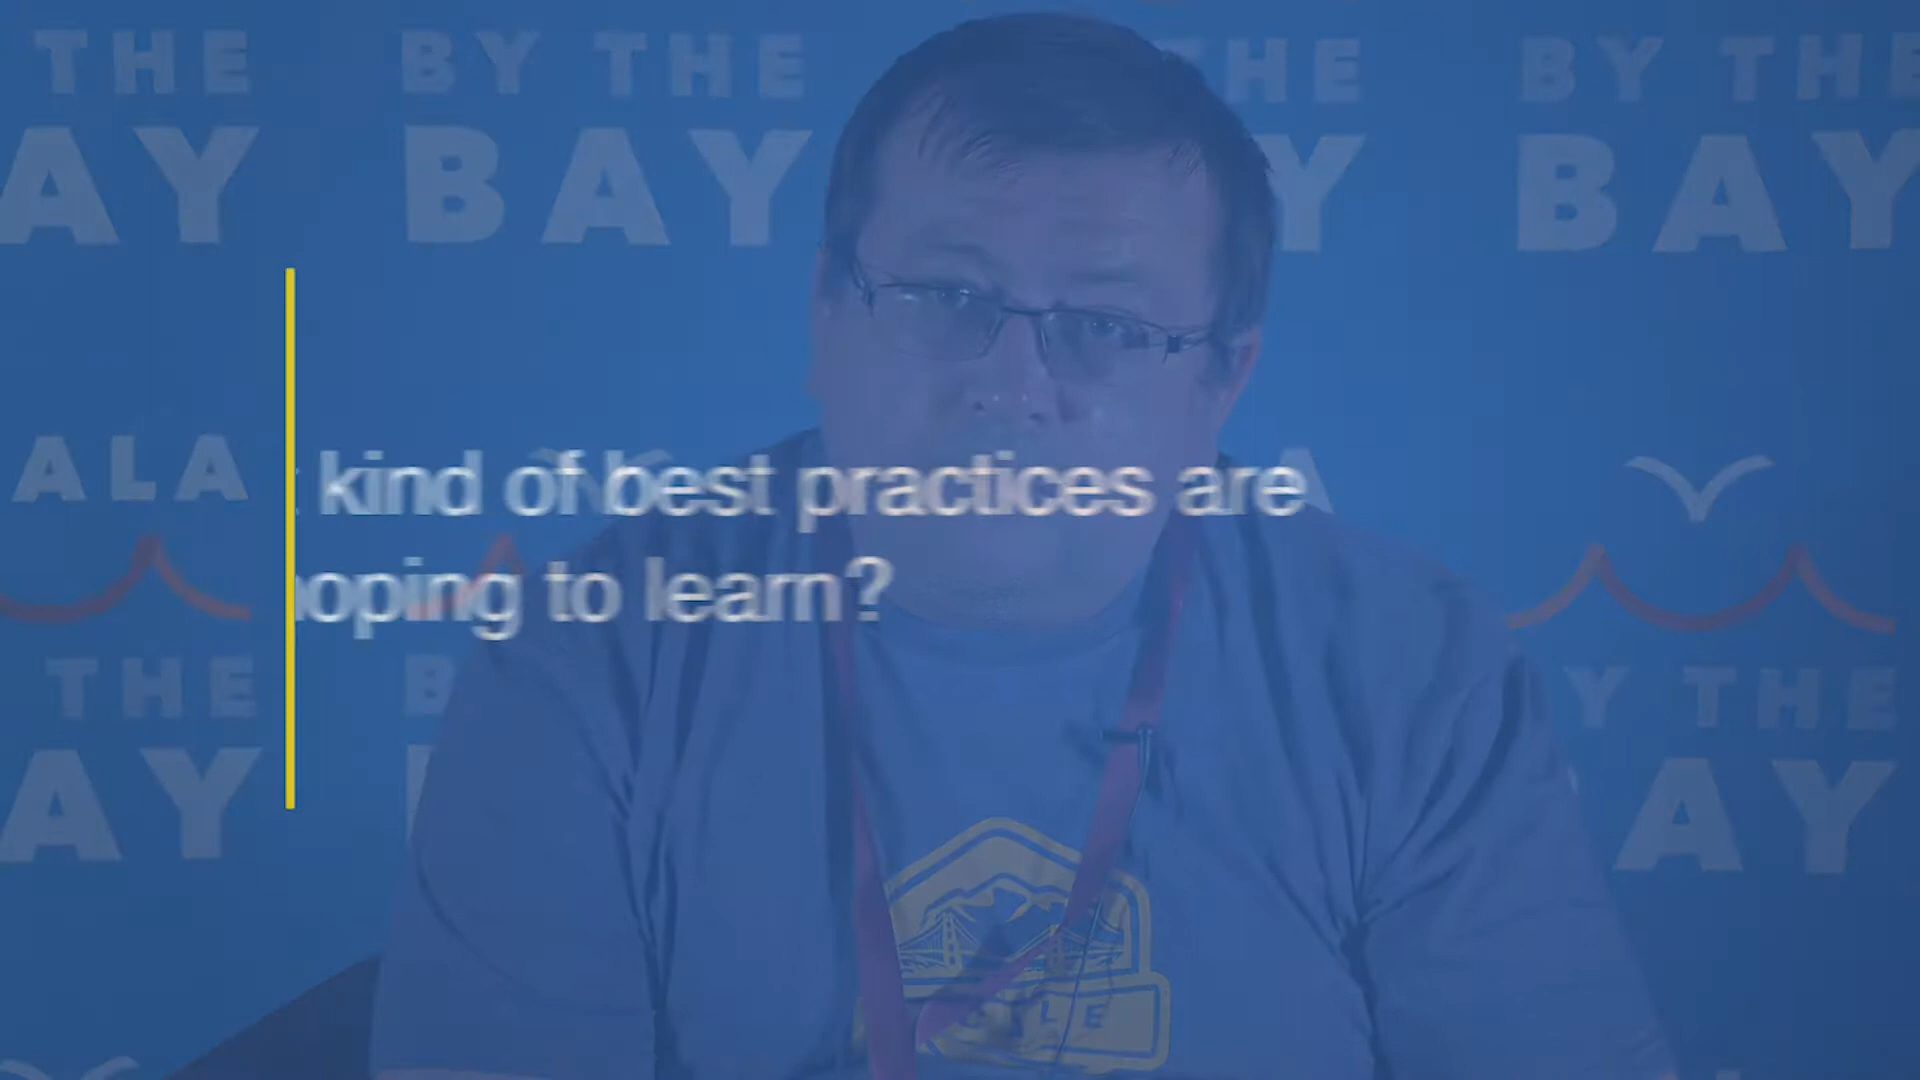 THE BY THE THE BY THE
AY BAY Y BAY
kind of best practices are
oping to learn?
ALA A
THE B Y THE
AY AY